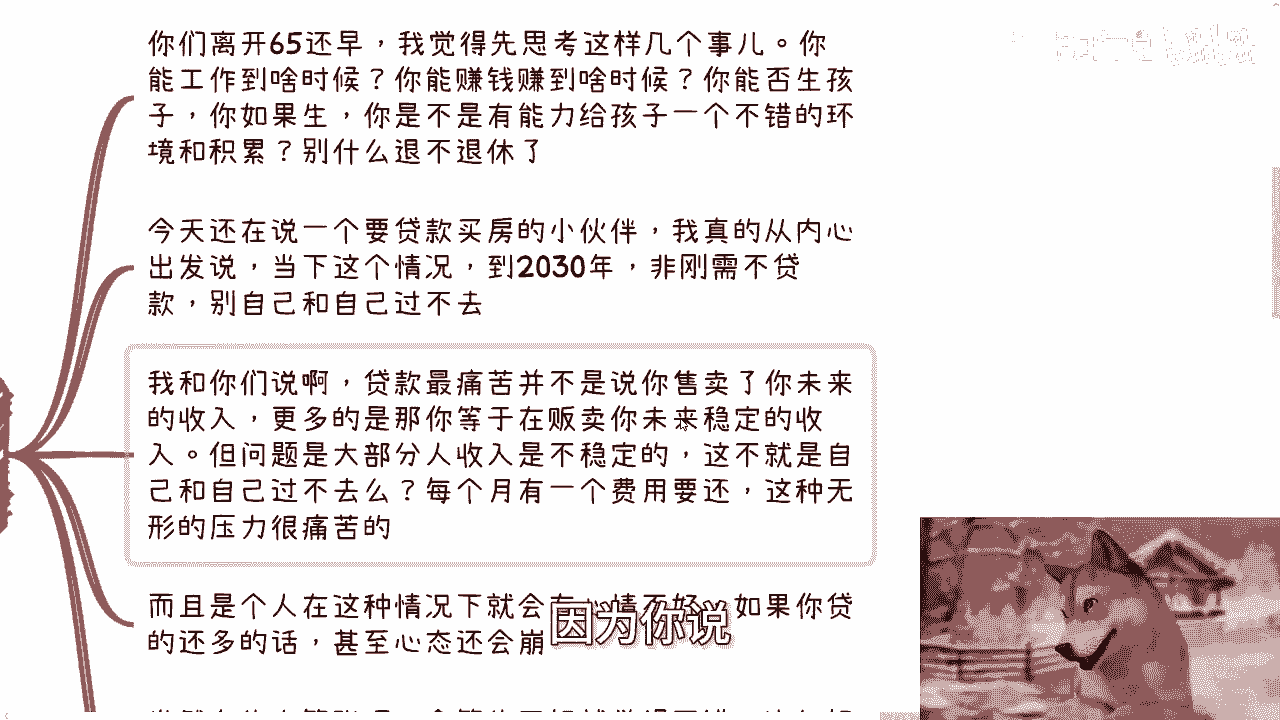 你们离开65还早，我觉得先思考这样几个事儿。你
能工作到啥时候？你能赚钱赚到啥时候？你能否生孩
子，你如果生，你是不是有能力给孩子一个不错的环
境和积累？别什么退不退休了
今天还在说一个要贷款买房的小伙伴，我真的从内心
出发说，当下这个情况，到2030年，非刚需不贷
款，别自己和自己过不去
我和你们说啊，贷款最痛苦并不是说你售卖了你未来
的收入，更多的是那你等于在贩卖你未来稳定的收
入。但问题是大部分人收入是不稳定的，这不就是自
己和自己过不去么？每个月有一个费用要还，这种无
形的压力很痛苦的
而且是个人在这种情况下就会 如果你贷
的还多的话，甚至心态还会崩
因为你说